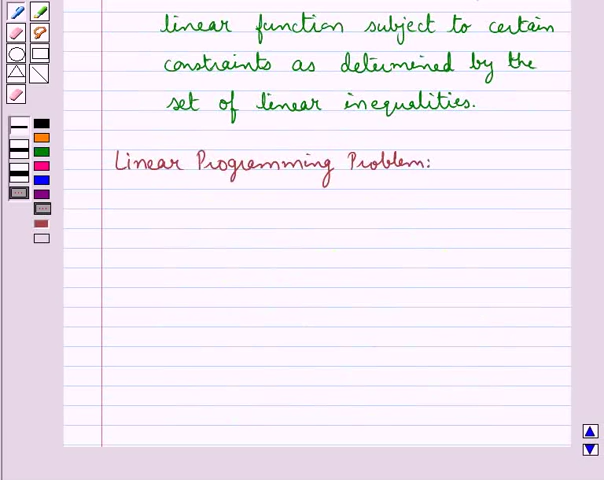 linear function subject to certain
constraints as determined by the
set of linear inequalities.
Linear Programming Problem: